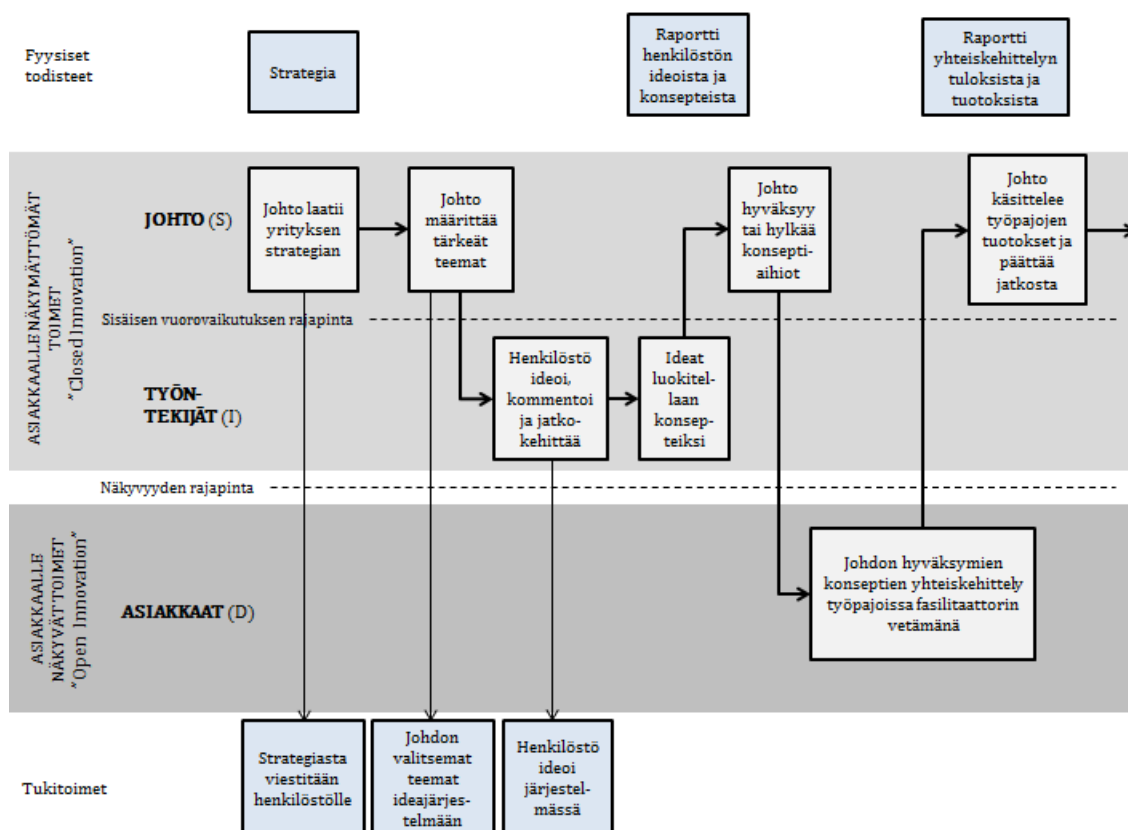 Fyysiset
todisteet
Strategia
Raportti
henkilöstön
ideoista ja
konsepteista
Raportti
yhteiskehittelyn
tuloksista ja
tuotoksista
ASIAKKAALLE NÄKYMÄTTÖMÄT
TOIMET
"Closed Innovation"
JOHTO (S)
Johto laatii
yrityksen
strategian
Johto
määrittää
tärkeät
teemat
Johto
hyväksyy
tai hylkää
konsepti-
aihiot
Johto
käsittelee
työpajojen
tuotokset ja
päättää
jatkosta
Sisäisen vuorovaikutuksen rajapinta
TYÖN-
TEKIJÄT (I)
Henkilöstö
ideoi,
kommentoi
ja jatko-
kehittää
Ideat
luokitel-
laan
konsep-
teiksi
Näkyvyyden rajapinta
ASIAKKAALLE
NÄKYVÄT TOIMET
"Open Innovation"
ASIAKKAAT (D)
Johdon hyväksymien
konseptien yhteiskehittely
työpajoissa fasilitaattorin
vetämänä
Tukitoimet
Strategiasta
viestitään
henkilöstölle
Johdon
valitsemat
teemat
ideajärjes-
telmään
Henkilöstö
ideoi
järjestel-
mässä